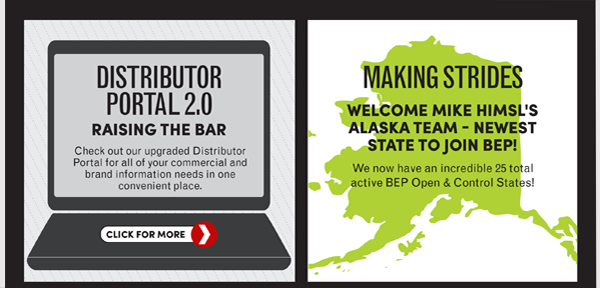 DISTRIBUTOR
PORTAL 2.0
RAISING THE BAR
Check out our upgraded Distributor
Portal for all of your commercial and
brand information needs in one
convenient place.
CLICK FOR MORE
MAKING STRIDES
WELCOME MIKE HIMSL'S
ALASKA TEAM - NEWEST
STATE TO JOIN BEP!
We now have an incredible 25 total
active BEP Open & Control States!